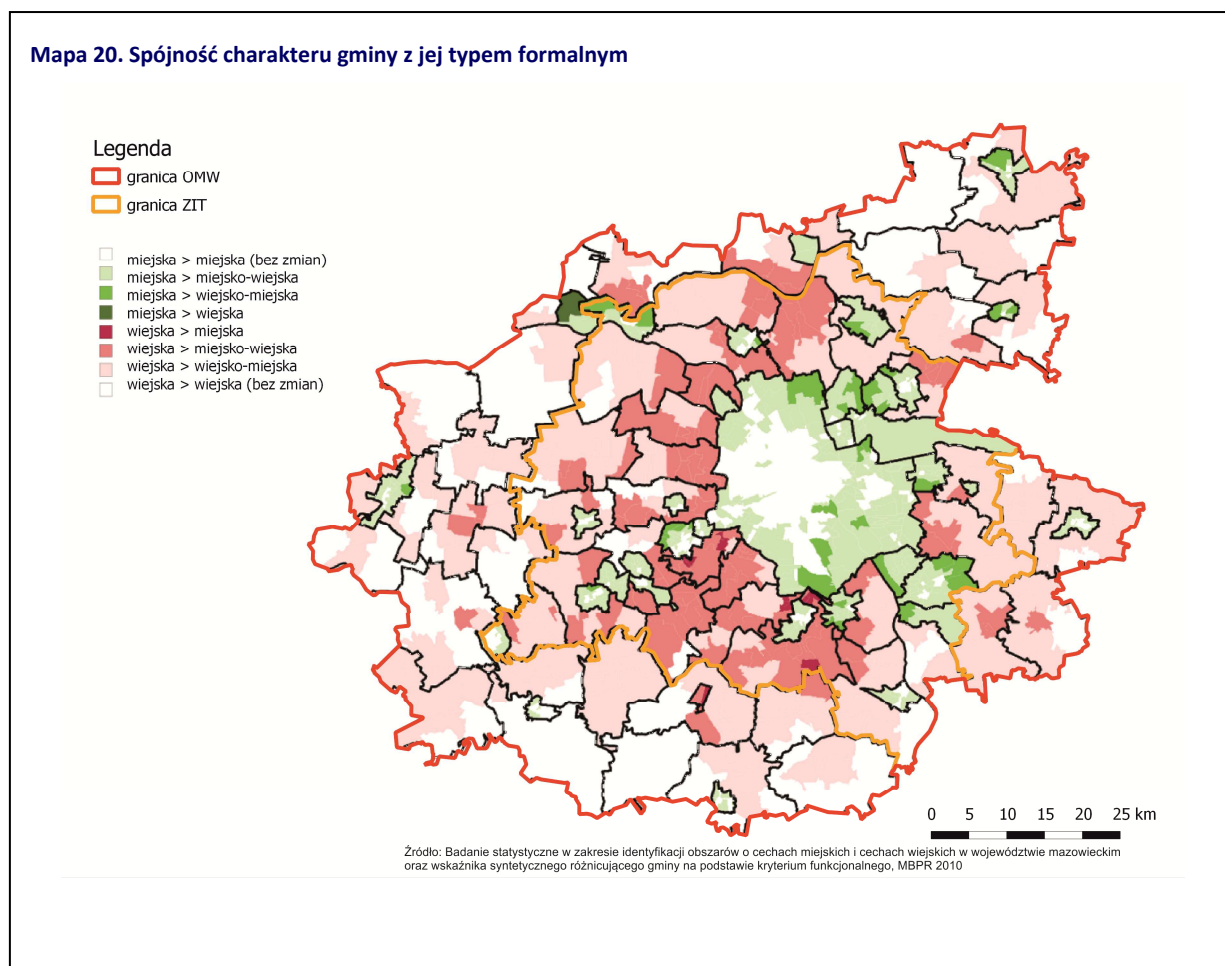 Mapa 20. Spójność charakteru gminy z jej typem formalnym
Legenda
granica OMW
granica ZIT
miejska > miejska (bez zmian)
miejska > miejsko-wiejska
miejska > wiejsko-miejska
miejska > wiejska
wiejska > miejska
wiejska > miejsko-wiejska
wiejska > wiejsko-miejska
wiejska > wiejska (bez zmian)
0 5 10 15 20 25 km
Źródło: Badanie statystyczne w zakresie identyfikacji obszarów o cechach miejskich i cechach wiejskich w województwie mazowieckim
oraz wskaźnika syntetycznego różnicującego gminy na podstawie kryterium funkcjonalnego, MBPR 2010